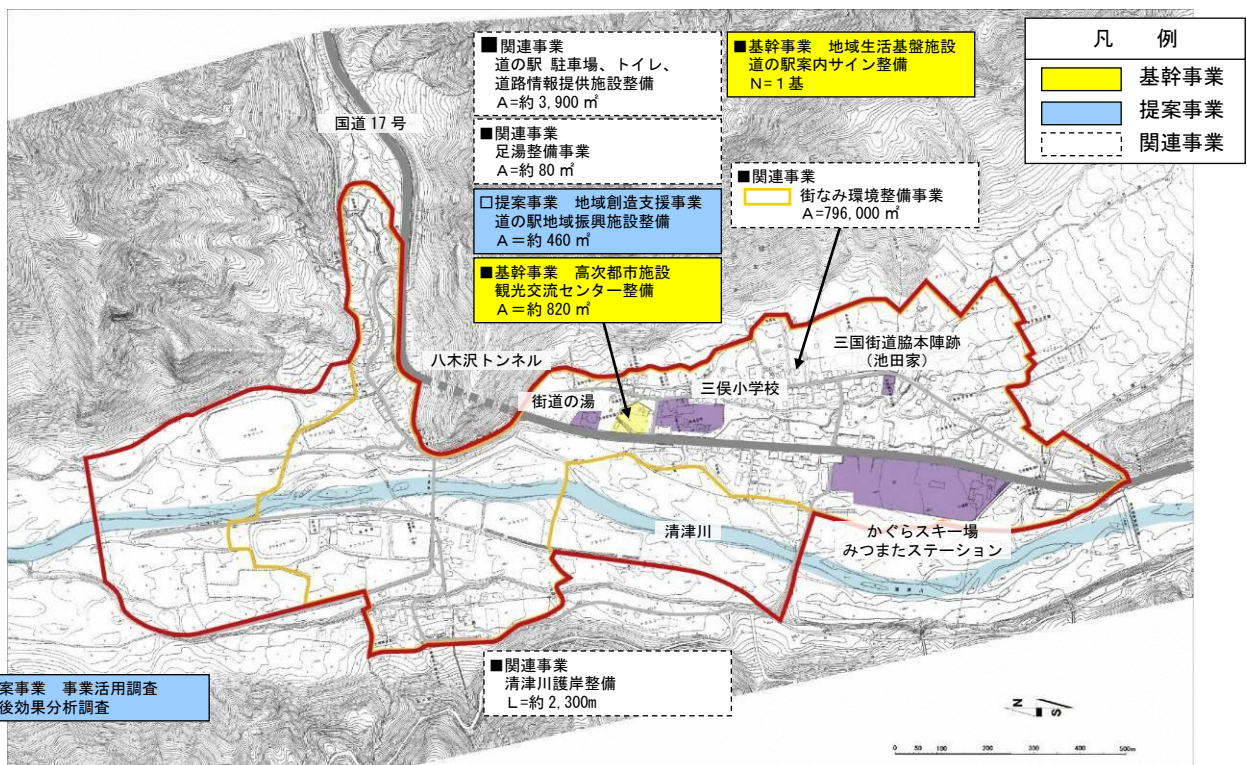 ■関連事業
道の駅 駐車場、トイレ、
道路情報提供施設整備
A=約 3,900 ㎡
■基幹事業 地域生活基盤施設
道の駅案内サイン整備
N=1基
凡 例
基幹事業
提案事業
関連事業
国道 17 号
■関連事業
足湯整備事業
A=約 80 ㎡
■関連事業
街なみ環境整備事業
A=796,000 ㎡
□提案事業 地域創造支援事業
道の駅地域振興施設整備
A=約 460 ㎡
■基幹事業 高次都市施設
観光交流センター整備
A=約 820 ㎡
八木沢トンネル
三国街道脇本陣跡
（池田家）
三俣小学校
街道の湯
清津川
かぐらスキー場
みつまたステーション
■関連事業
清津川護岸整備
L=約 2,300m
案事業 事業活用調査
後効果分析調査
N
S
0 50 100 200 300 400 500m